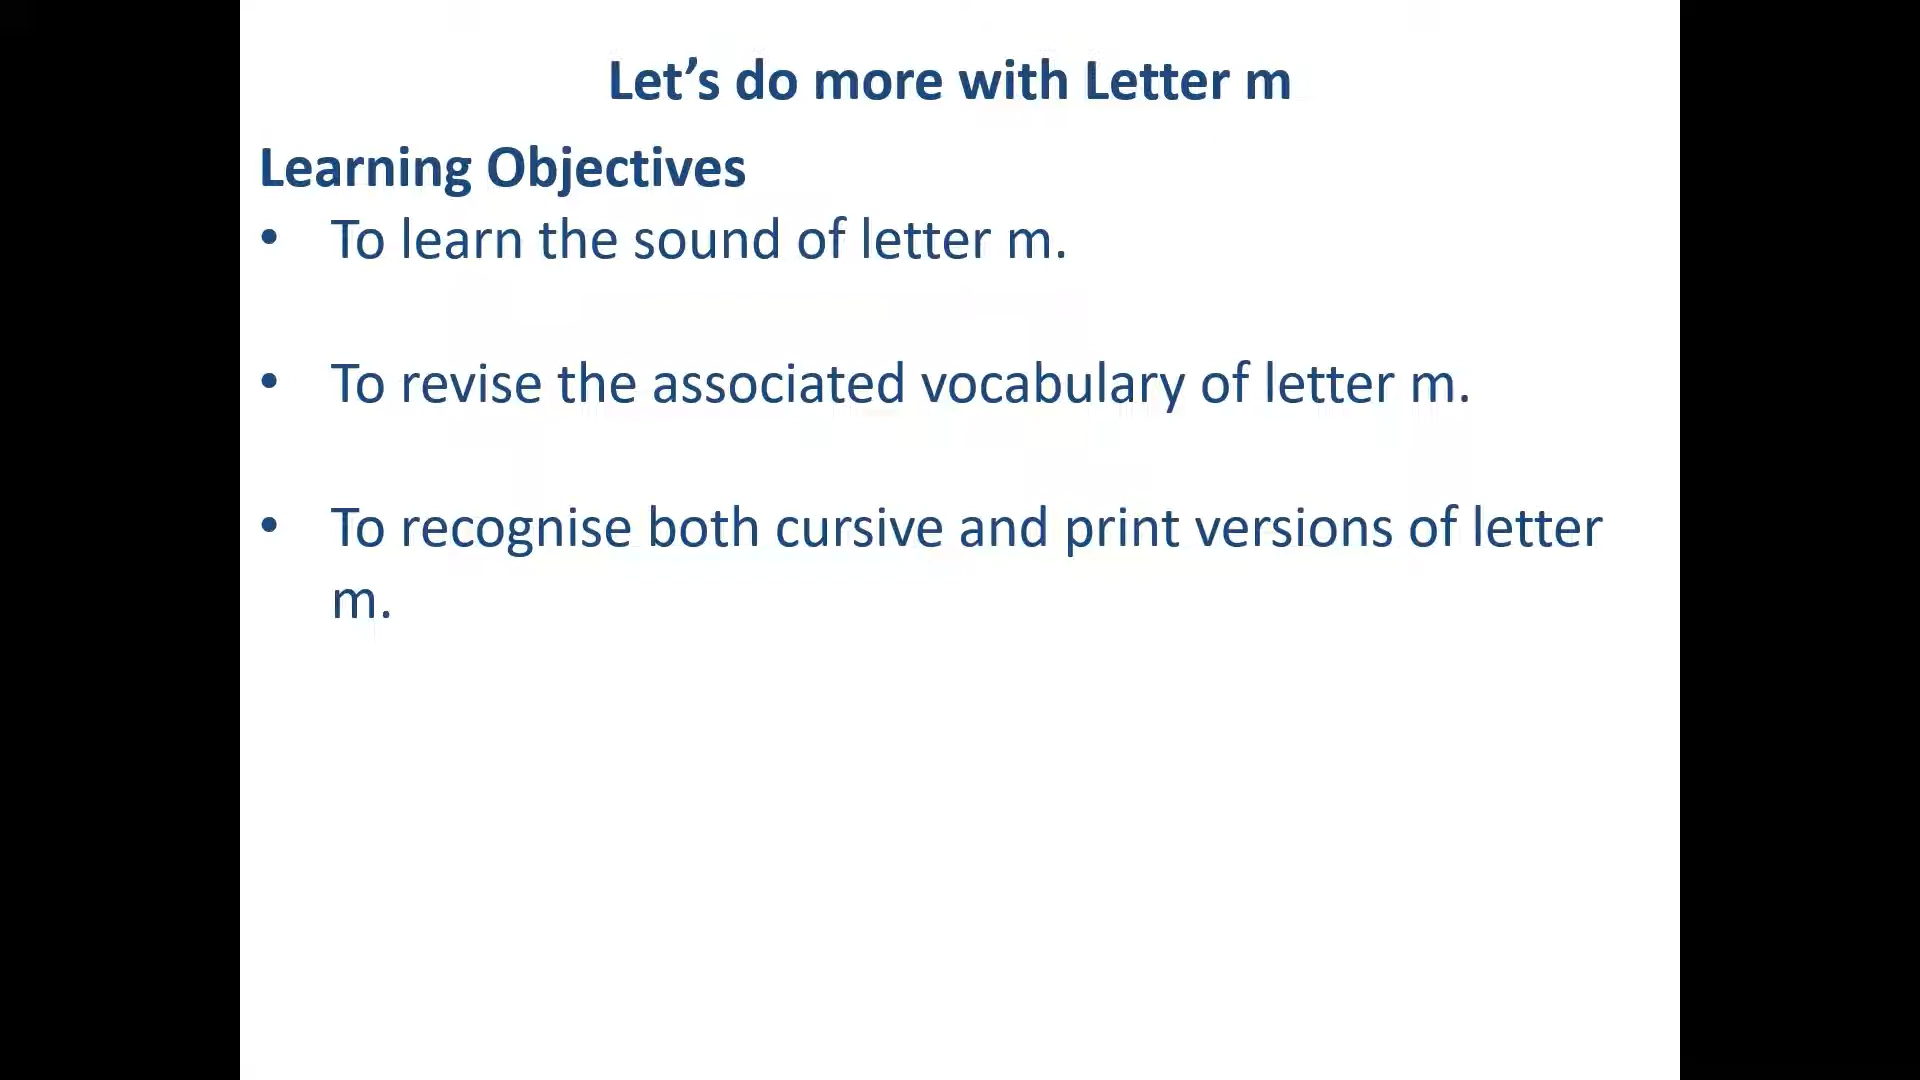 Let’s do more with Letter m
Learning Objectives
• To learn the sound of letter m.
• To revise the associated vocabulary of letter m.
• To recognise both cursive and print versions of letter
m.